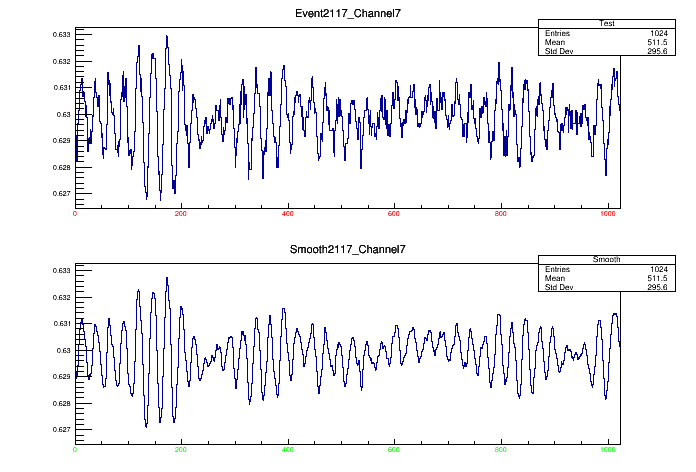 Event2117_Channel7
Test
Entries 1024
Mean 511.5
Std Dev 295.6
0.633
0.632
0.631
0.63
0.629
0.628
0.627
0 200 400 600 800 1000
Smooth2117_Channel7
Smooth
Entries 1024
Mean 511.5
Std Dev 295.6
0.633
0.632
0.631
0.63
0.629
0.628
0.627
0 200 400 600 800 1000